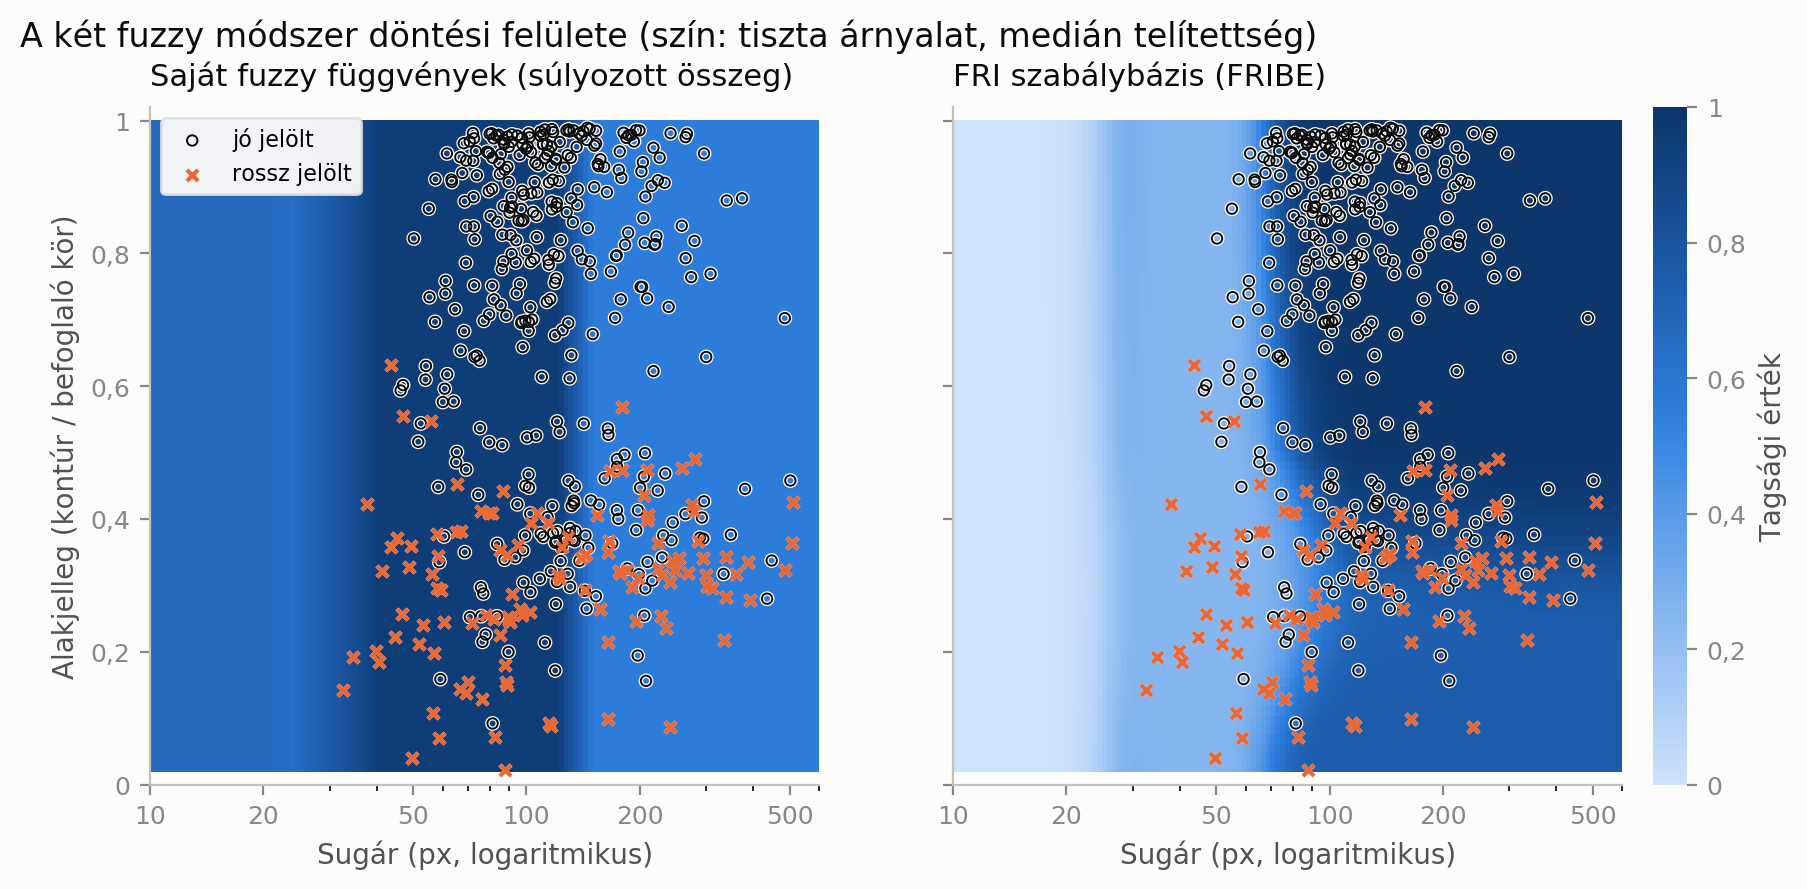 A két fuzzy módszer döntési felülete (szín: tiszta árnyalat, medián telítettség)
Saját fuzzy függvények (súlyozott összeg)
FRI szabálybázis (FRIBE)
jó jelölt
rossz jelölt
Alakjelleg (kontúr / befoglaló kör)
1
0,8
0,6
0,4
0,2
0
10
20
50
100
200
500
Sugár (px, logaritmikus)
10
20
50
100
200
500
Sugár (px, logaritmikus)
1
0,8
0,6
0,4
0,2
0
Tagsági érték